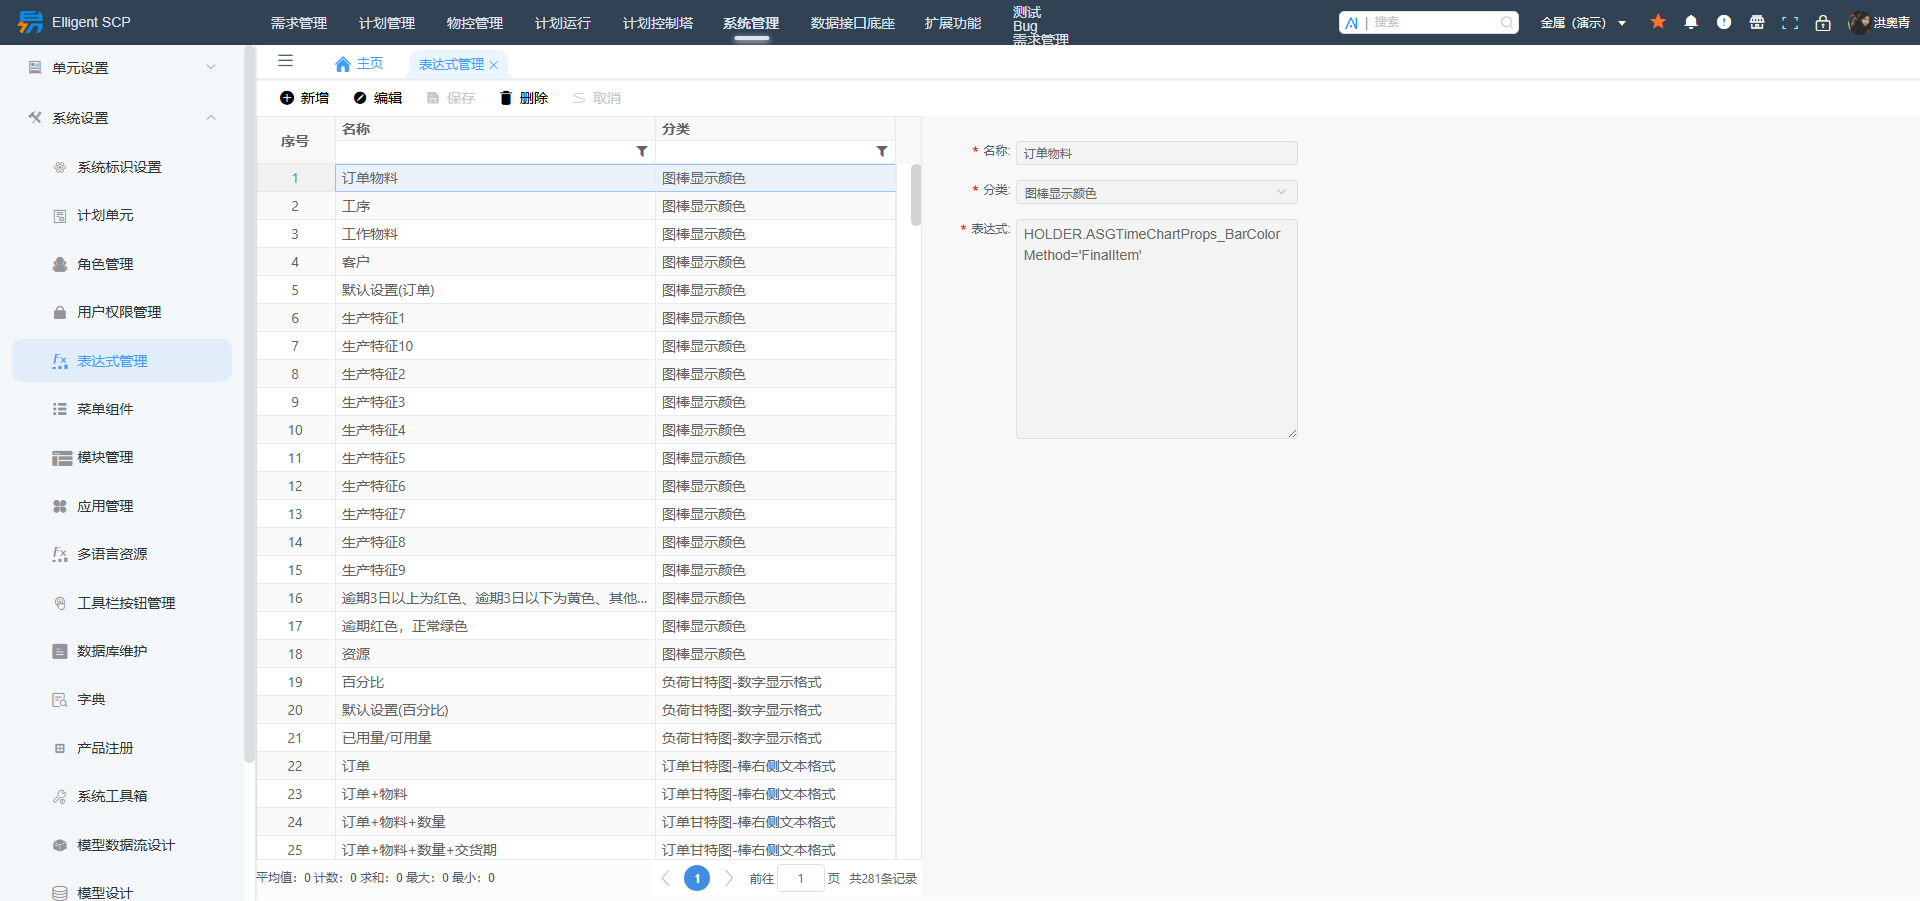 Elligent SCP
需求管理
计划管理
物控管理
计划运行
计划控制塔
系统管理
数据接口底座
扩展功能
测试
Bug
需求管理
AI | 搜索
金属（演示）
洪奥青
单元设置
系统设置
系统标识设置
计划单元
角色管理
用户权限管理
表达式管理
菜单组件
模块管理
应用管理
多语言资源
工具栏按钮管理
数据库维护
字典
产品注册
系统工具箱
模型数据流设计
模型设计
主页
表达式管理
新增
编辑
保存
删除
取消
序号 名称 分类
1 订单物料 图棒显示颜色
2 工序 图棒显示颜色
3 工作物料 图棒显示颜色
4 客户 图棒显示颜色
5 默认设置(订单) 图棒显示颜色
6 生产特征1 图棒显示颜色
7 生产特征10 图棒显示颜色
8 生产特征2 图棒显示颜色
9 生产特征3 图棒显示颜色
10 生产特征4 图棒显示颜色
11 生产特征5 图棒显示颜色
12 生产特征6 图棒显示颜色
13 生产特征7 图棒显示颜色
14 生产特征8 图棒显示颜色
15 生产特征9 图棒显示颜色
16 逾期3日以上为红色、逾期3日以下为黄色、其他... 图棒显示颜色
17 逾期红色，正常绿色 图棒显示颜色
18 资源 图棒显示颜色
19 百分比 负荷甘特图-数字显示格式
20 默认设置(百分比) 负荷甘特图-数字显示格式
21 已用量/可用量 负荷甘特图-数字显示格式
22 订单 订单甘特图-棒右侧文本格式
23 订单+物料 订单甘特图-棒右侧文本格式
24 订单+物料+数量 订单甘特图-棒右侧文本格式
25 订单+物料+数量+交货期 订单甘特图-棒右侧文本格式
平均值：0 计数：0 求和：0 最大：0 最小：0
1
前往 1 页 共281条记录
* 名称: 订单物料
* 分类: 图棒显示颜色
* 表达式: HOLDER.ASGTimeChartProps_BarColor
Method='FinalItem'